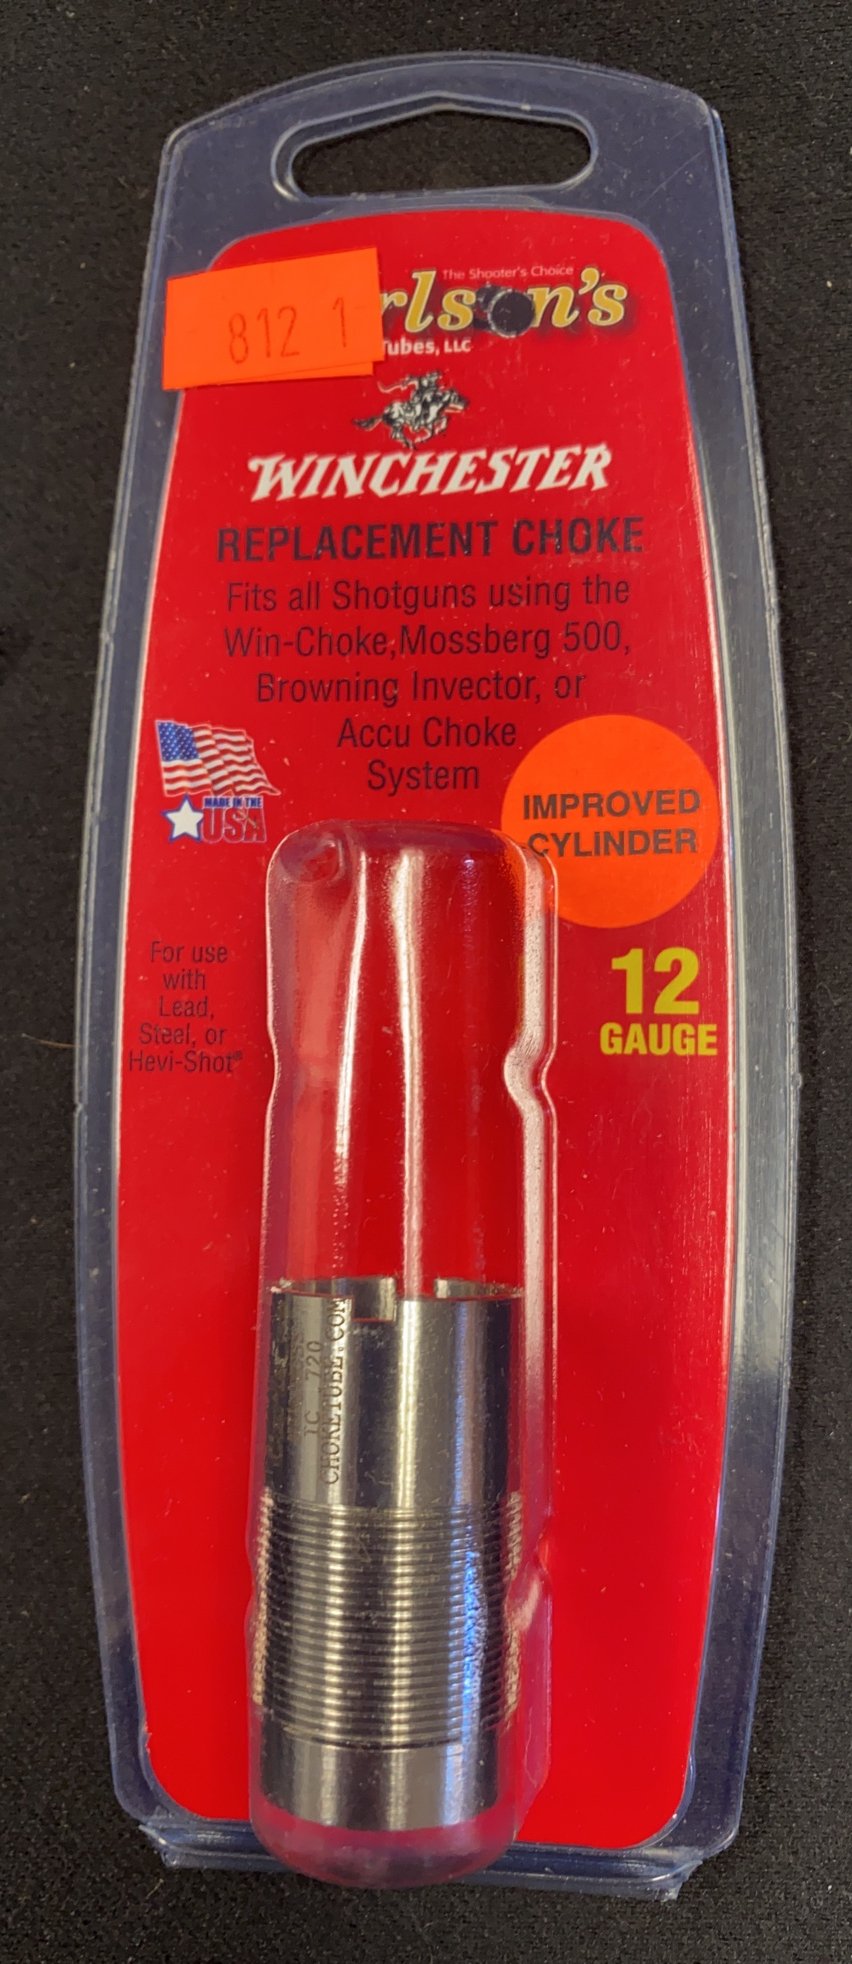 812 1
The Shooter's Choice
Tubes, LLC
WINCHESTER
REPLACEMENT CHOKE
Fits all Shotguns using the
Win-Choke,Mossberg 500,
Browning Invector, or
Accu Choke
System
MADE IN THE
USA
IMPROVED
CYLINDER
12
GAUGE
For use
with
Lead,
Steel, or
Hevi-Shot®
IC .720
CHOKETUBE.COM